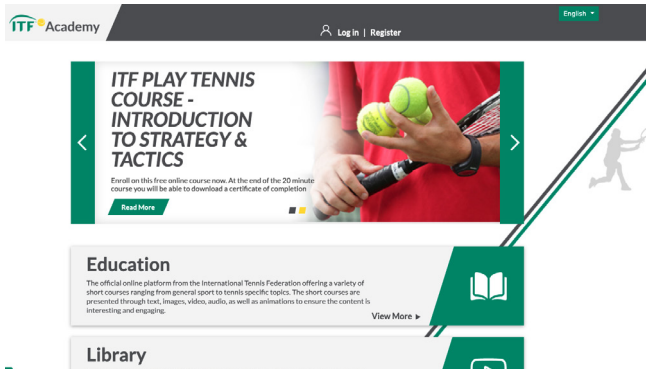 English
ITF Academy
Log in | Register
ITF PLAY TENNIS
COURSE -
INTRODUCTION
TO STRATEGY &
TACTICS
Enroll on this free online course now. At the end of the 20 minute
course you will be able to download a certificate of completion
Read More
Education
The official online platform from the International Tennis Federation offering a variety of
short courses ranging from general sport to tennis specific topics. The short courses are
presented through text, images, video, audio, as well as animations to ensure the content is
interesting and engaging.
View More
Library